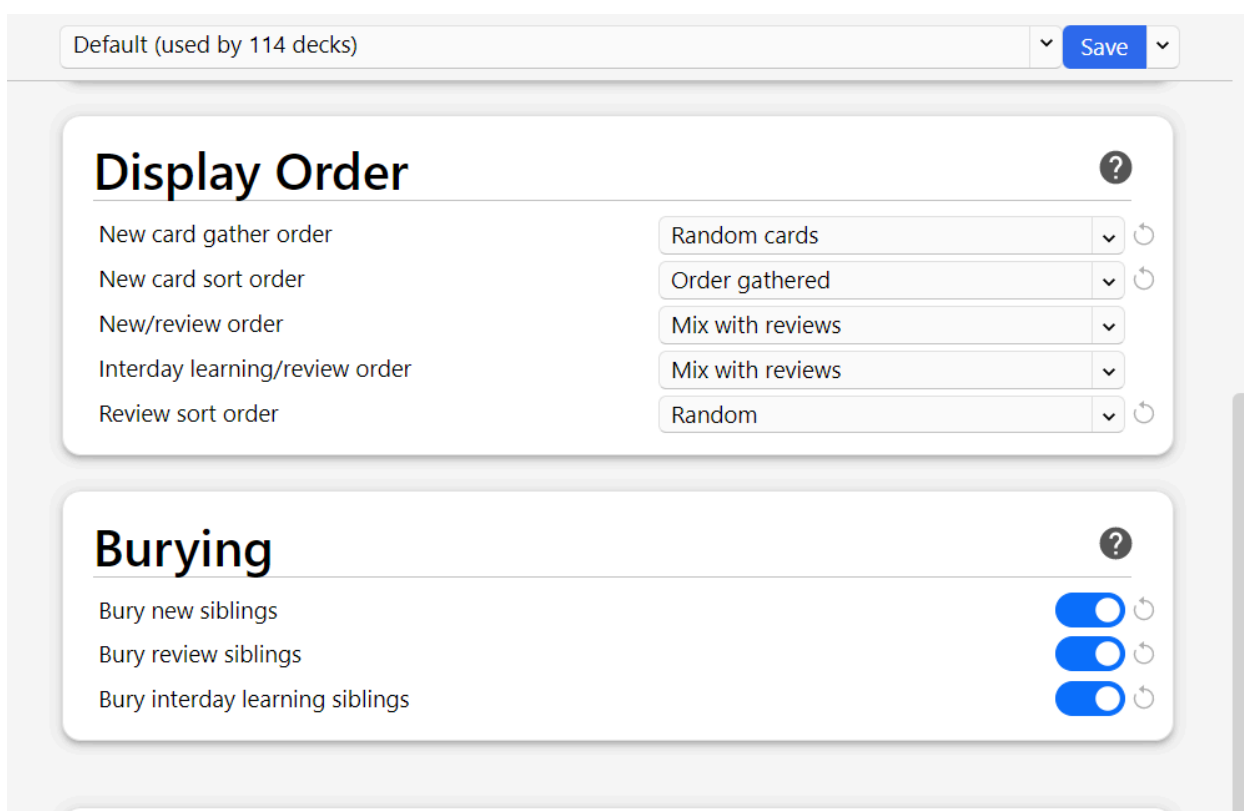 Default (used by 114 decks)
Save
Display Order
New card gather order Random cards
New card sort order Order gathered
New/review order Mix with reviews
Interday learning/review order Mix with reviews
Review sort order Random
Burying
Bury new siblings
Bury review siblings
Bury interday learning siblings